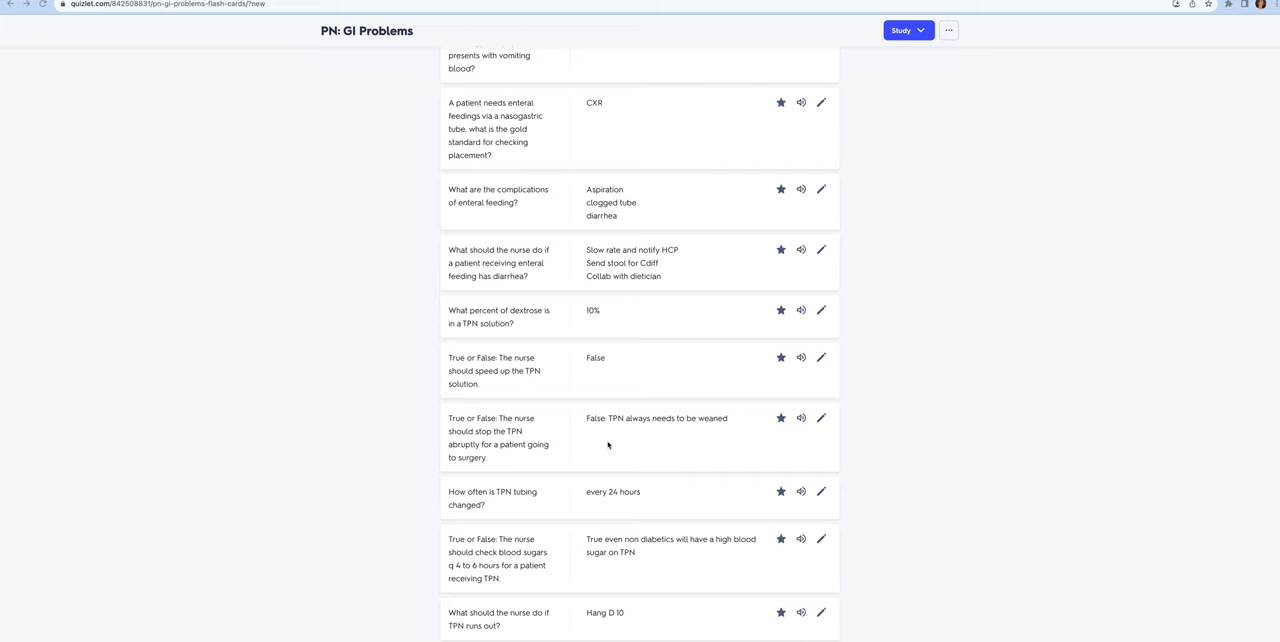 quizlet.com/842508831/pn-gi-problems-flash-cards/?new
PN: GI Problems
Study
presents with vomiting
blood?
A patient needs enteral
feedings via a nasogastric
tube. what is the gold
standard for checking
placement?
CXR
What are the complications
of enteral feeding?
Aspiration
clogged tube
diarrhea
What should the nurse do if
a patient receiving enteral
feeding has diarrhea?
Slow rate and notify HCP
Send stool for Cdiff
Collab with dietician
What percent of dextrose is
in a TPN solution?
10%
True or False: The nurse
should speed up the TPN
solution.
False
True or False: The nurse
should stop the TPN
abruptly for a patient going
to surgery.
False: TPN always needs to be weaned
How often is TPN tubing
changed?
every 24 hours
True or False: The nurse
should check blood sugars
q 4 to 6 hours for a patient
receiving TPN.
True even non diabetics will have a high blood
sugar on TPN
What should the nurse do if
TPN runs out?
Hang D 10